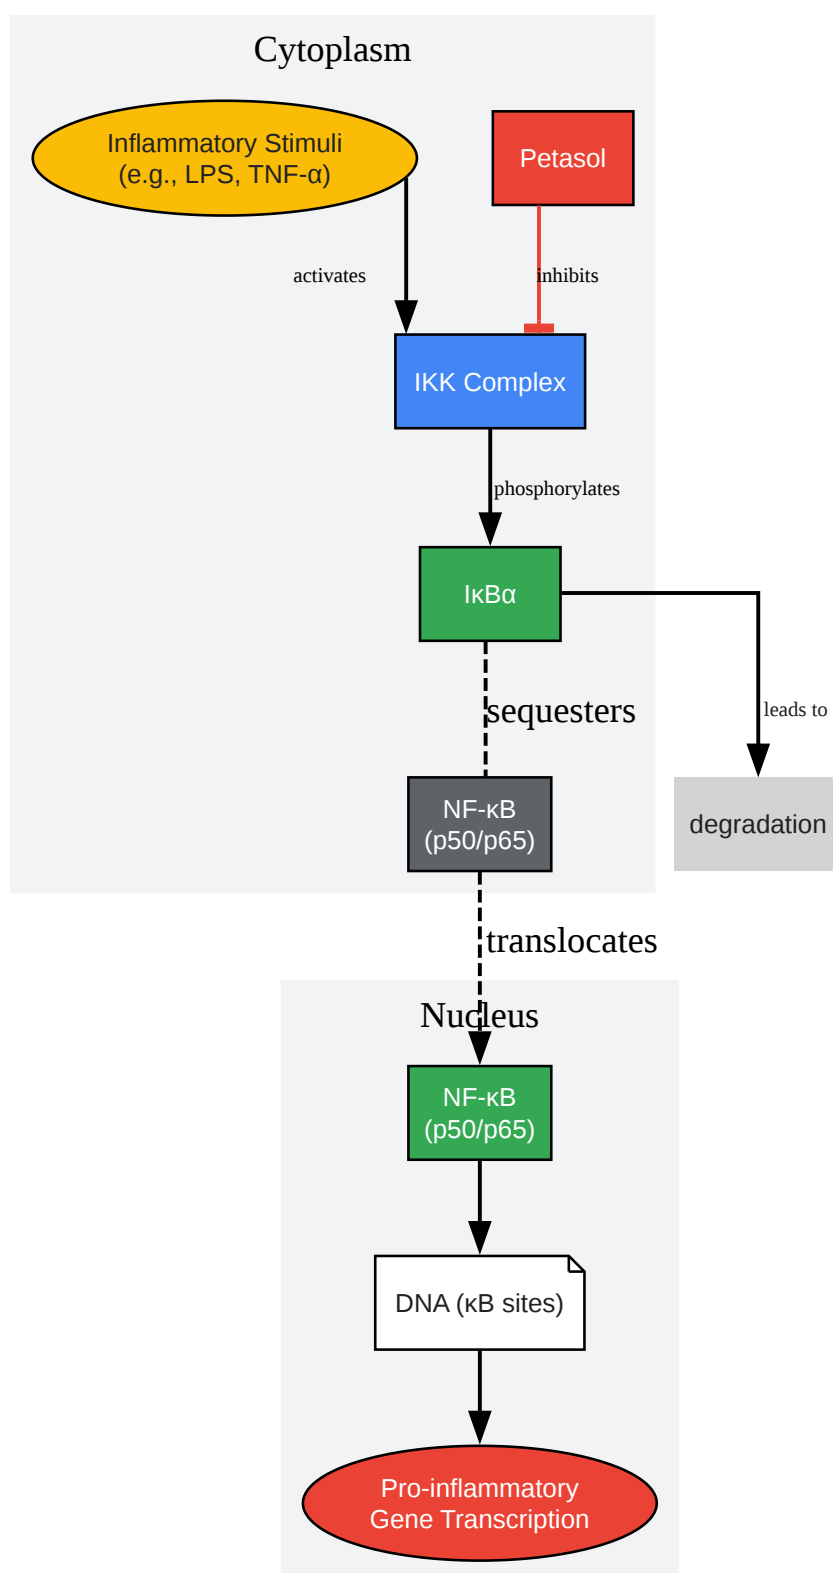 Cytoplasm
Inflammatory Stimuli
(e.g., LPS, TNF-α)
Petasol
activates
inhibits
IKK Complex
phosphorylates
IκBα
sequesters
leads to
NF-κB
(p50/p65)
degradation
translocates
Nucleus
NF-κB
(p50/p65)
DNA (κB sites)
Pro-inflammatory
Gene Transcription